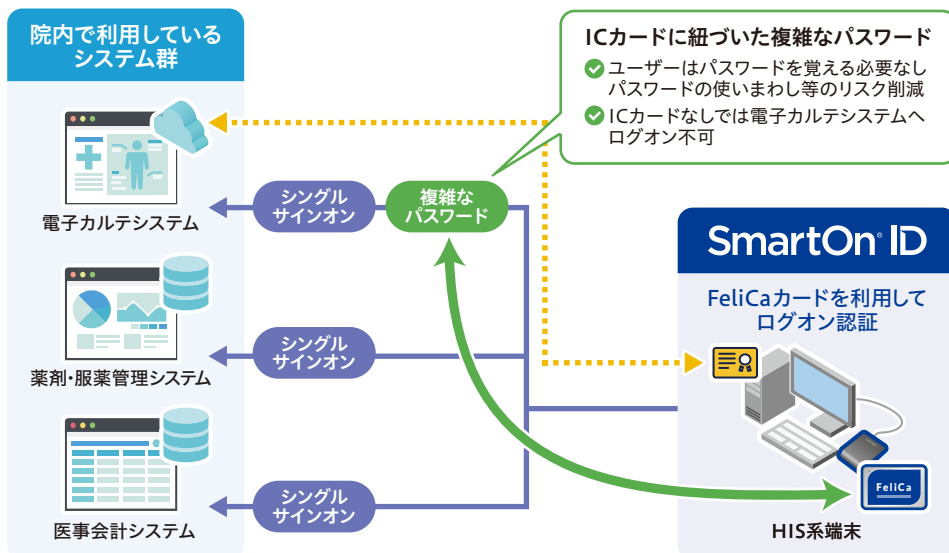 院内で利用している
システム群
電子カルテシステム
薬剤・服薬管理システム
医事会計システム
シングル
サインオン
複雑な
パスワード
シングル
サインオン
シングル
サインオン
ICカードに紐づいた複雑なパスワード
ユーザーはパスワードを覚える必要なし
パスワードの使いまわし等のリスク削減
ICカードなしでは電子カルテシステムへ
ログオン不可
SmartOn® ID
FeliCaカードを利用して
ログオン認証
FeliCa
HIS系端末